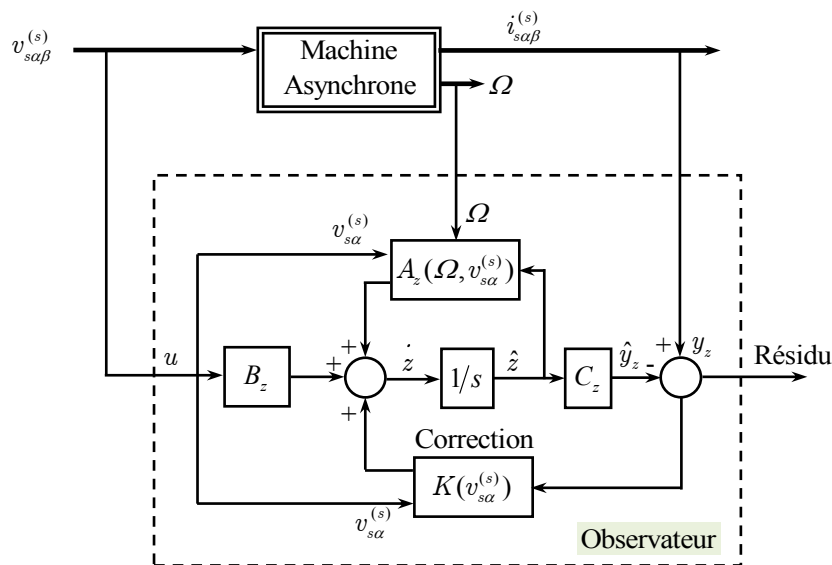 v_{sαβ}^{(s)}
Machine
Asynchrone
i_{sαβ}^{(s)}
Ω
Ω
v_{sα}^{(s)}
A_z(Ω, v_{sα}^{(s)})
u
B_z
+
+
+
ż
1/s
ẑ
C_z
ŷ_z
-
+
y_z
Résidu
Correction
K(v_{sα}^{(s)})
v_{sα}^{(s)}
Observateur